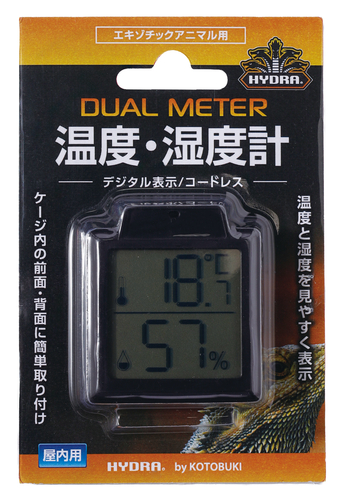 エキゾチックアニマル用
HYDRA®
DUAL METER
温度・湿度計
デジタル表示/コードレス
ケージ内の前面・背面に簡単取り付け
温度と湿度を見やすく表示
18.7℃
57%
屋内用
HYDRA® by KOTOBUKI